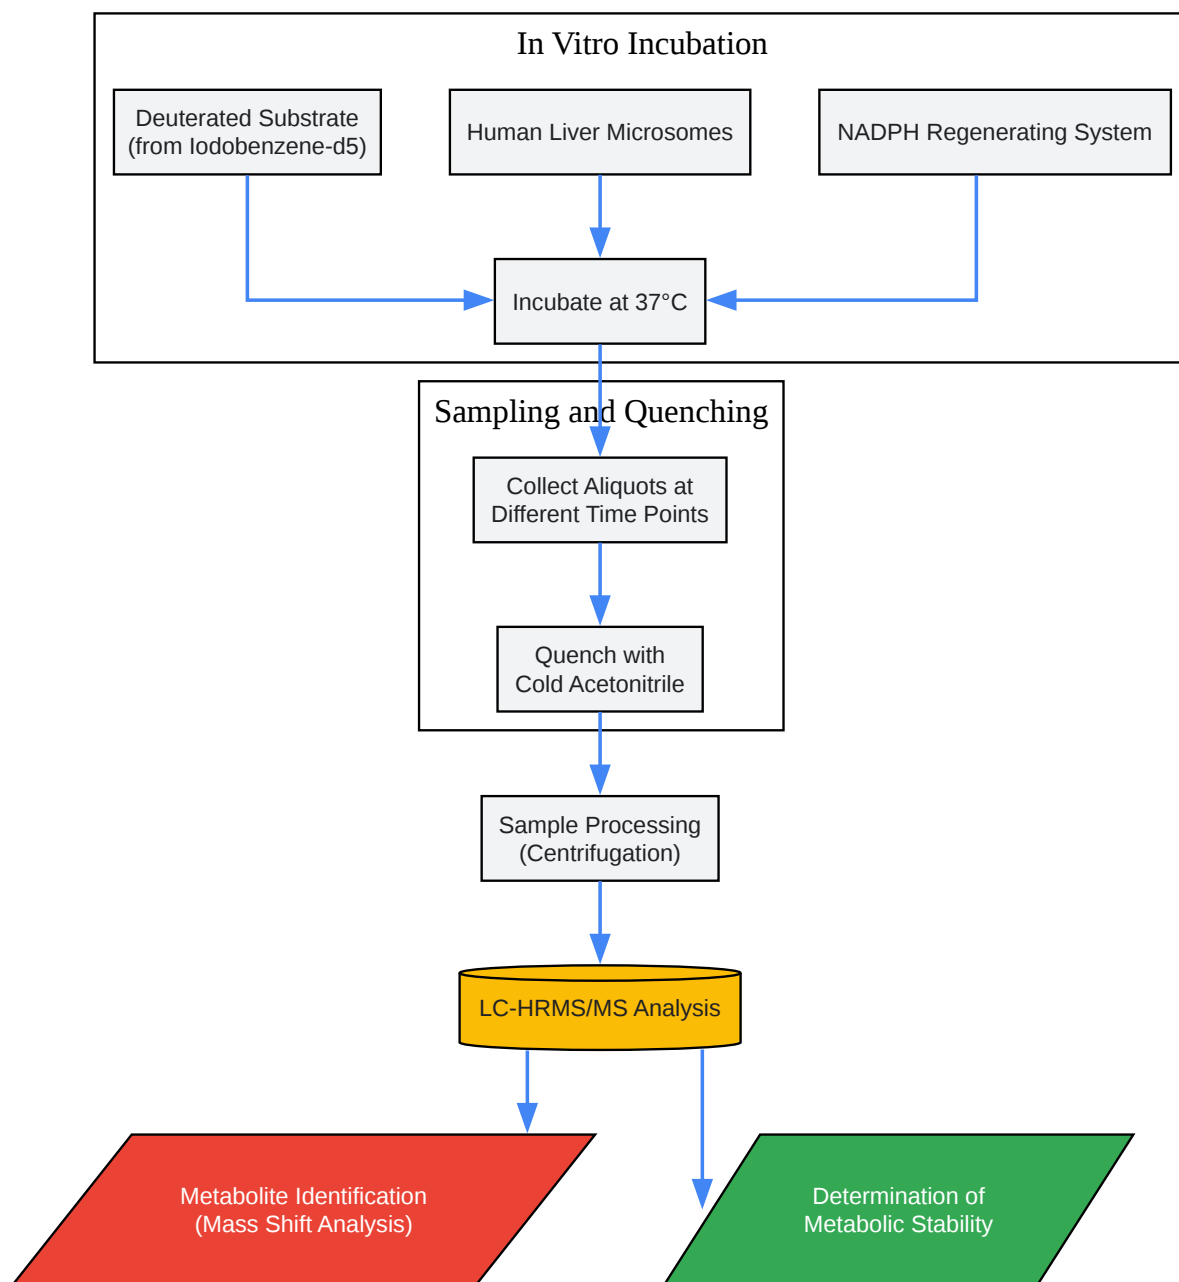 In Vitro Incubation
Deuterated Substrate
(from Iodobenzene-d5)
Human Liver Microsomes
NADPH Regenerating System
Incubate at 37°C
Sampling and Quenching
Collect Aliquots at
Different Time Points
Quench with
Cold Acetonitrile
Sample Processing
(Centrifugation)
LC-HRMS/MS Analysis
Metabolite Identification
(Mass Shift Analysis)
Determination of
Metabolic Stability